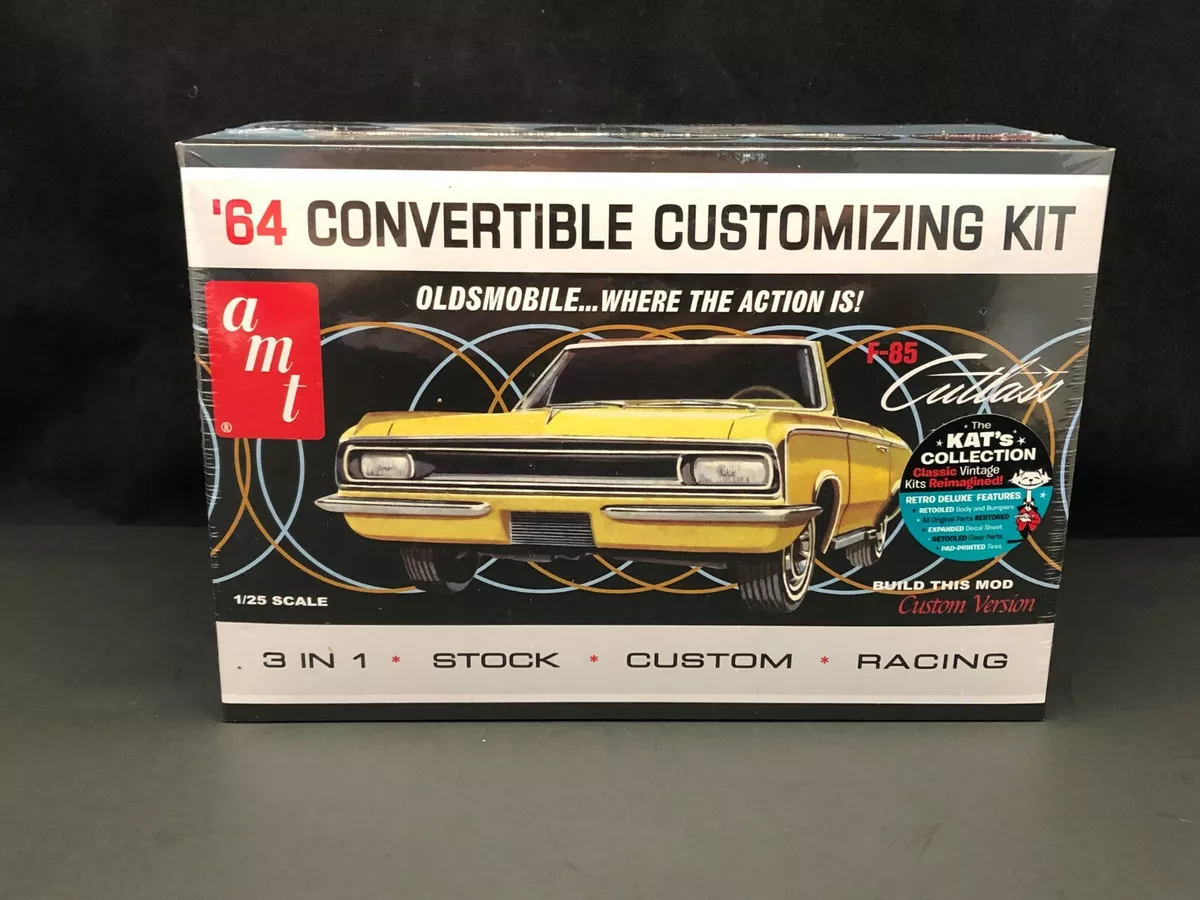 '64 CONVERTIBLE CUSTOMIZING KIT
OLDSMOBILE...WHERE THE ACTION IS!
amt
®
F-85
Cutlass
The
KAT's
COLLECTION
Classic Vintage
Kits Reimagined!
RETRO DELUXE FEATURES
RETOOLED Body and Bumpers
All Original Parts RESTORED
EXPANDED Decal Sheet
RETOOLED Clear Parts
PAD-PRINTED Tires
BUILD THIS MOD
Custom Version
1/25 SCALE
3 IN 1 * STOCK * CUSTOM * RACING